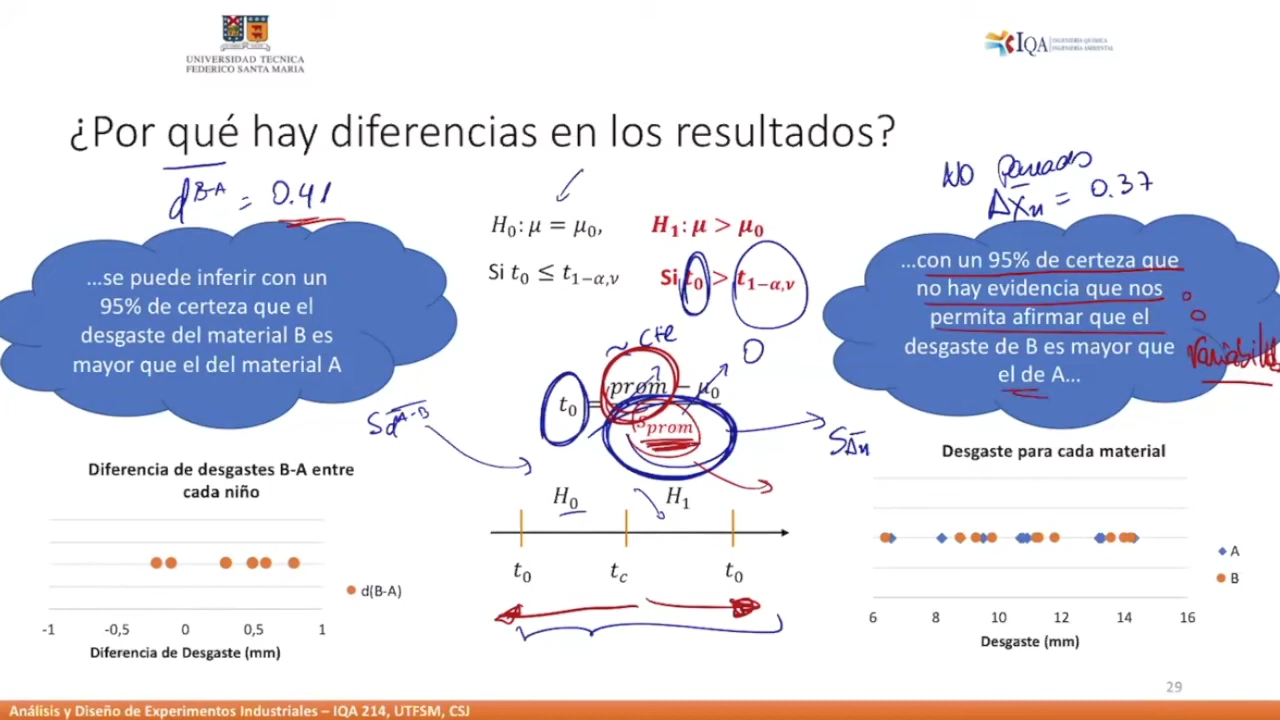 UNIVERSIDAD TECNICA
FEDERICO SANTA MARIA
IQA
INGENIERÍA QUÍMICA
INGENIERÍA AMBIENTAL
¿Por qué hay diferencias en los resultados?
d B-A = 0.41
NO Pareados
ΔX̄n = 0.37
H₀: μ = μ₀,
H₁: μ > μ₀
Si t₀ ≤ t₁₋α,ν
Si t₀ > t₁₋α,ν
...se puede inferir con un
95% de certeza que el
desgaste del material B es
mayor que el del material A
...con un 95% de certeza que
no hay evidencia que nos
permita afirmar que el
desgaste de B es mayor que
el de A...
~ cte
0
t₀ = prom − μ₀
Sprom
Diferencia de desgastes B-A entre
cada niño
d(B-A)
-1 -0,5 0 0,5 1
Diferencia de Desgaste (mm)
H₀ H₁
t₀ tc t₀
Desgaste para cada material
A
B
6 8 10 12 14 16
Desgaste (mm)
29
Análisis y Diseño de Experimentos Industriales – IQA 214, UTFSM, CSJ